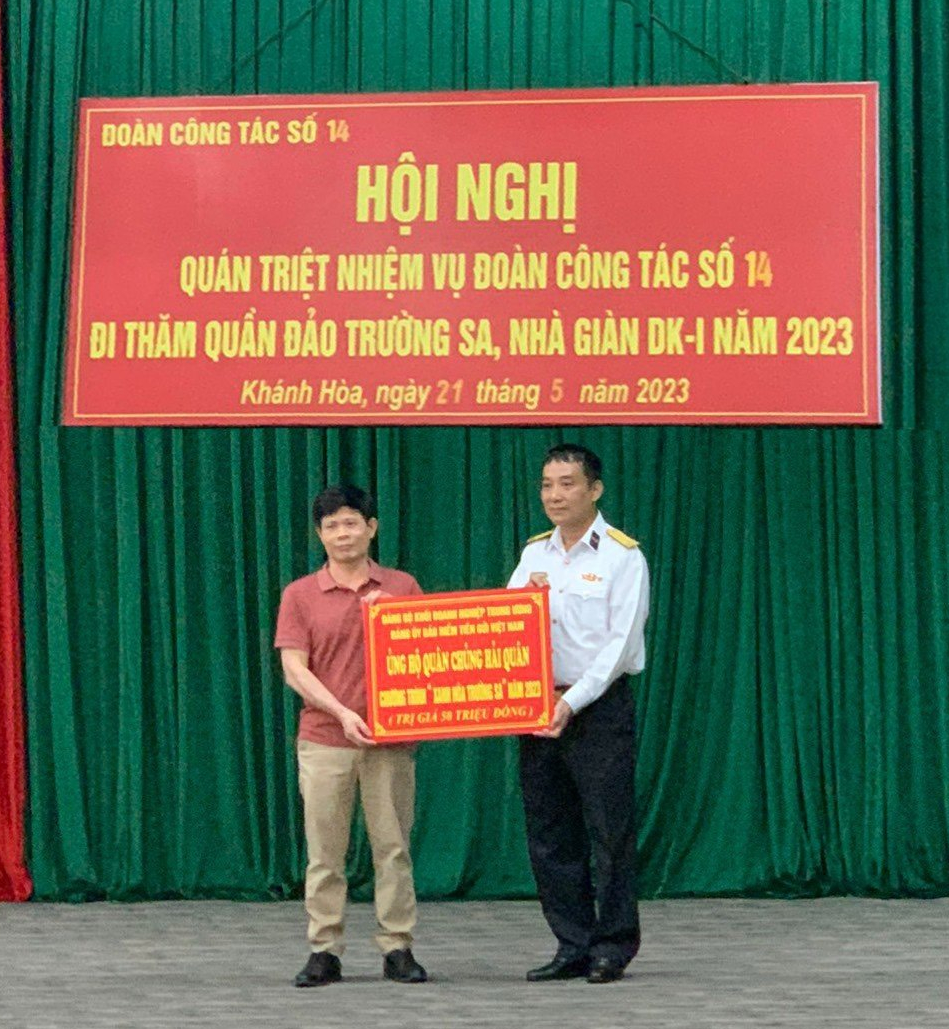 ĐOÀN CÔNG TÁC SỐ 14
HỘI NGHỊ
QUÁN TRIỆT NHIỆM VỤ ĐOÀN CÔNG TÁC SỐ 14
ĐI THĂM QUẦN ĐẢO TRƯỜNG SA, NHÀ GIÀN DK-I NĂM 2023
Khánh Hòa, ngày 21 tháng 5 năm 2023
ĐẢNG BỘ KHỐI DOANH NGHIỆP TRUNG ƯƠNG
ĐẢNG ỦY BẢO HIỂM TIỀN GỬI VIỆT NAM
ỦNG HỘ QUÂN CHỦNG HẢI QUÂN
CHƯƠNG TRÌNH "XANH HÓA TRƯỜNG SA" NĂM 2023
( TRỊ GIÁ 50 TRIỆU ĐỒNG )